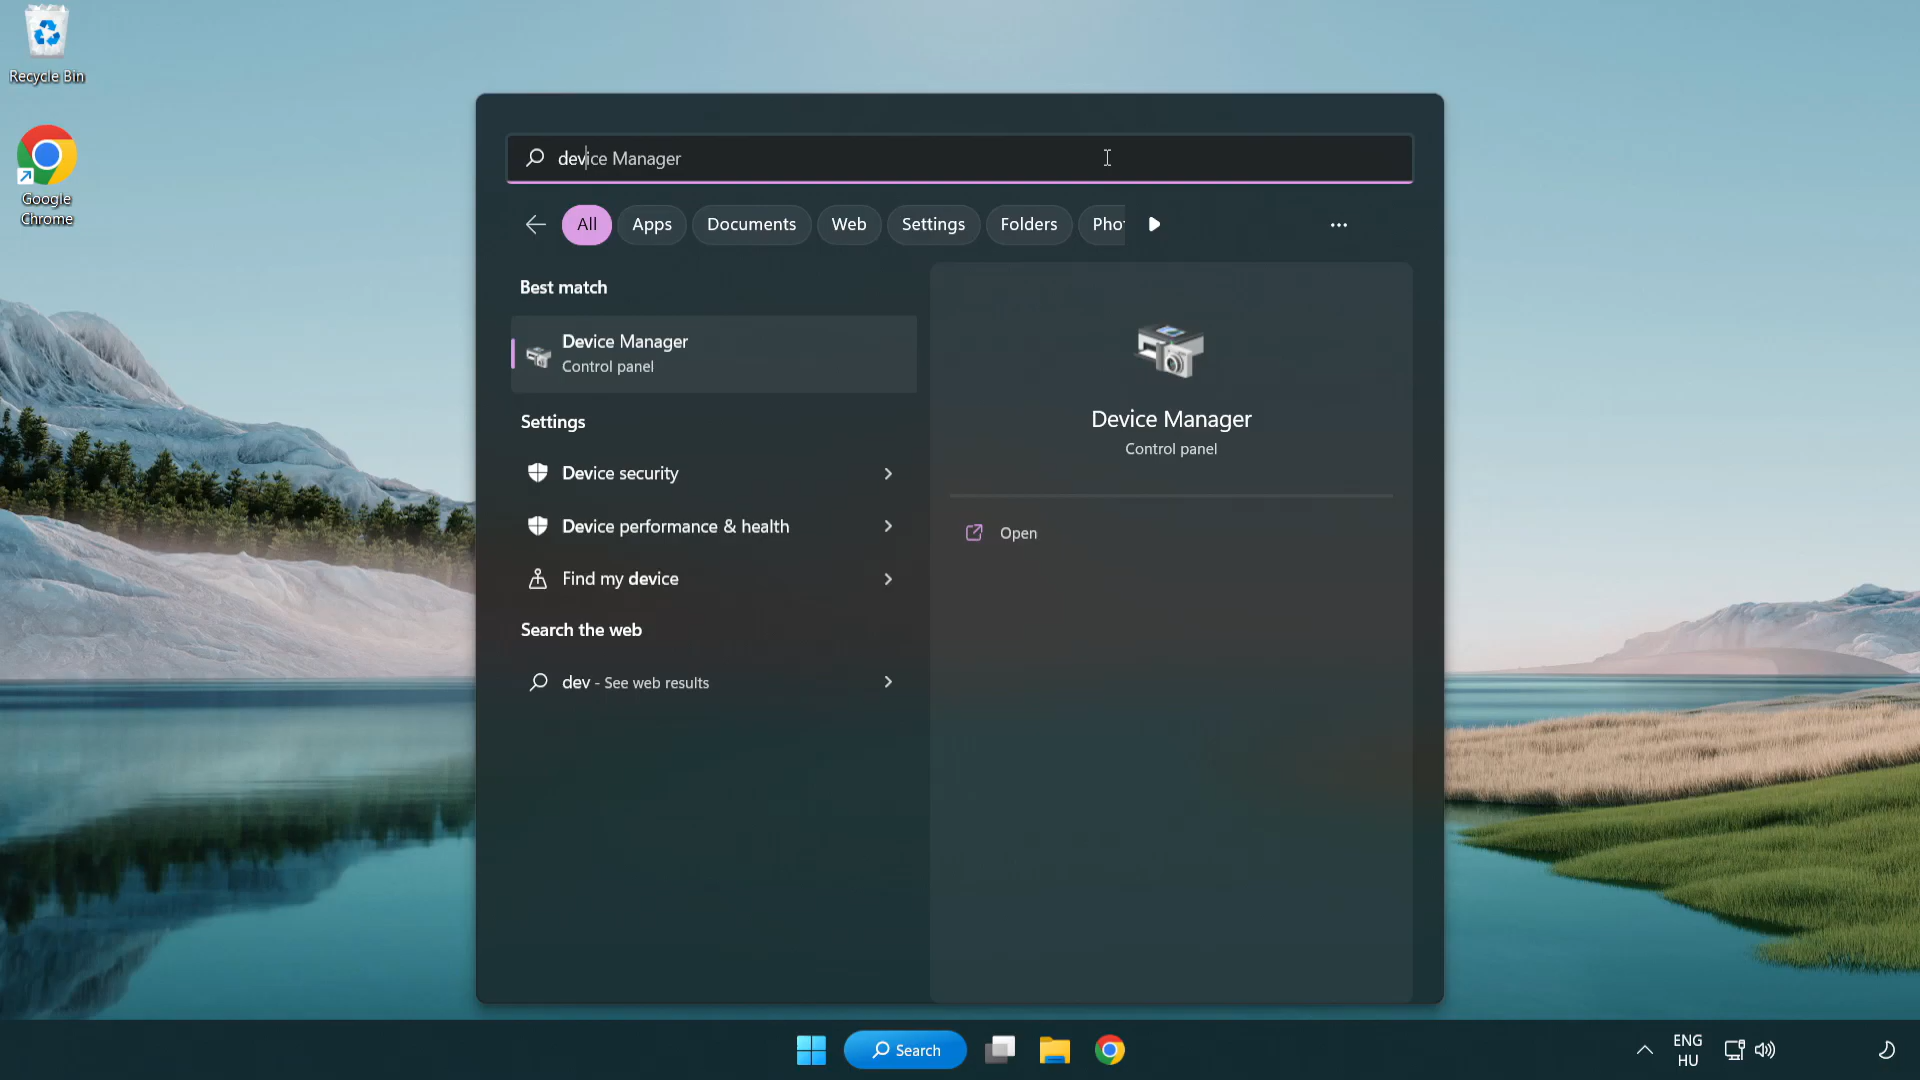 Recycle Bin
Google
Chrome
device Manager
All
Apps
Documents
Web
Settings
Folders
Pho
Best match
Device Manager
Control panel
Settings
Device security
Device performance & health
Find my device
Search the web
dev - See web results
Device Manager
Control panel
Open
Search
ENG
HU